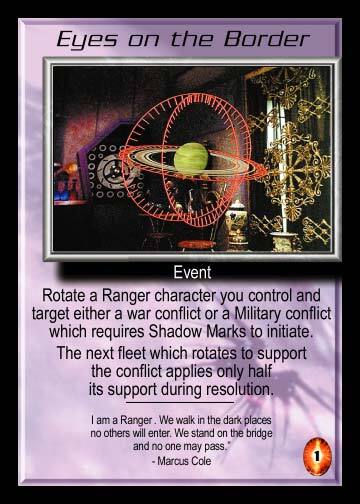 Eyes on the Border
Event
Rotate a Ranger character you control and
target either a war conflict or a Military conflict
which requires Shadow Marks to initiate.
The next fleet which rotates to support
the conflict applies only half
its support during resolution.
I am a Ranger . We walk in the dark places
no others will enter. We stand on the bridge
and no one may pass."
- Marcus Cole
1